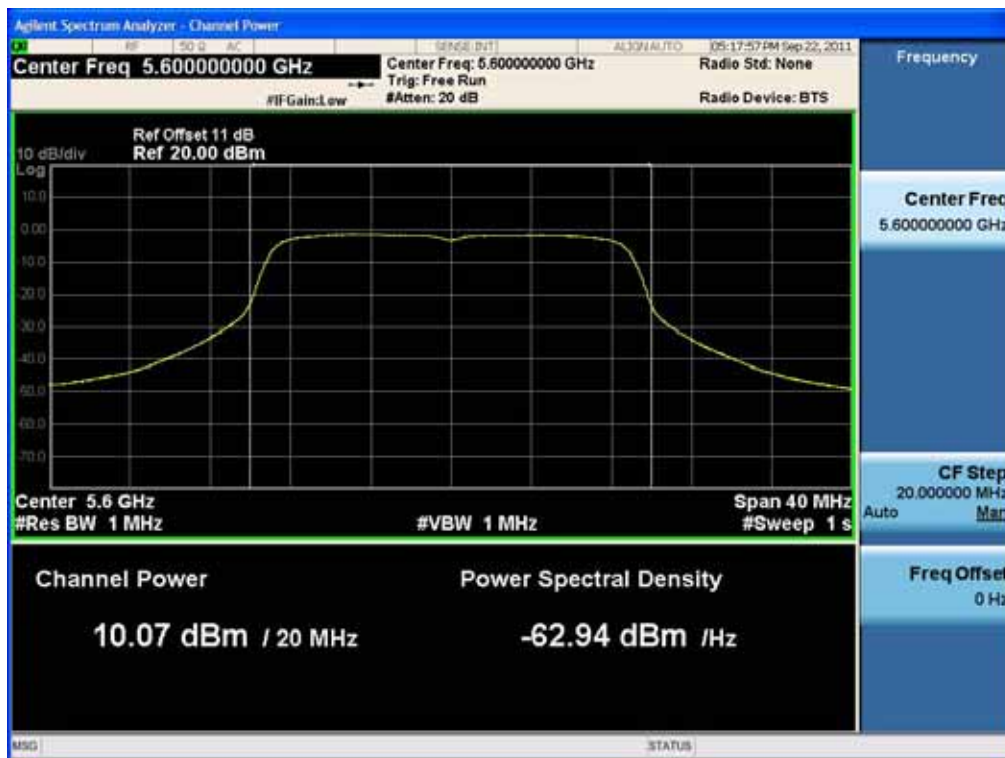 Agilent Spectrum Analyzer - Channel Power
RF 50 Ω AC SENSE:INT ALIGN AUTO 05:17:57 PM Sep 22, 2011
Center Freq 5.600000000 GHz
Center Freq: 5.600000000 GHz
Radio Std: None
Trig: Free Run
#IFGain:Low
#Atten: 20 dB
Radio Device: BTS
Ref Offset 11 dB
10 dB/div
Ref 20.00 dBm
Log
10.0
0.00
-10.0
-20.0
-30.0
-40.0
-50.0
-60.0
-70.0
Center 5.6 GHz
Span 40 MHz
#Res BW 1 MHz
#VBW 1 MHz
#Sweep 1 s
Channel Power
Power Spectral Density
10.07 dBm / 20 MHz
-62.94 dBm /Hz
MSG
STATUS
Frequency
Center Freq
5.600000000 GHz
CF Step
20.000000 MHz
Auto Man
Freq Offset
0 Hz